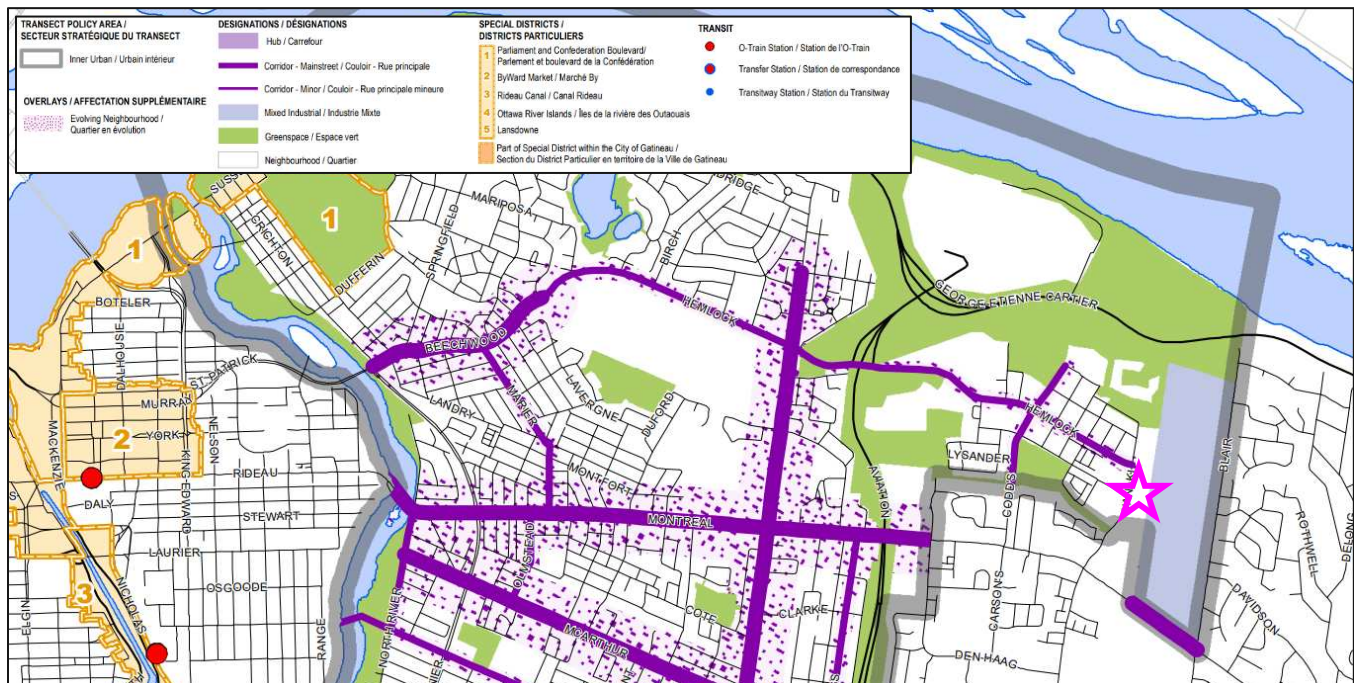 TRANSECT POLICY AREA /
SECTEUR STRATÉGIQUE DU TRANSECT
Inner Urban / Urbain intérieur
OVERLAYS / AFFECTATION SUPPLÉMENTAIRE
Evolving Neighbourhood /
Quartier en évolution
DESIGNATIONS / DÉSIGNATIONS
Hub / Carrefour
Corridor - Mainstreet / Couloir - Rue principale
Corridor - Minor / Couloir - Rue principale mineure
Mixed Industrial / Industrie Mixte
Greenspace / Espace vert
Neighbourhood / Quartier
SPECIAL DISTRICTS /
DISTRICTS PARTICULIERS
1 Parliament and Confederation Boulevard/
Parlement et boulevard de la Confédération
2 ByWard Market / Marché By
3 Rideau Canal / Canal Rideau
4 Ottawa River Islands / Îles de la rivière des Outaouais
5 Lansdowne
Part of Special District within the City of Gatineau /
Section du District Particulier en territoire de la Ville de Gatineau
TRANSIT
O-Train Station / Station de l'O-Train
Transfer Station / Station de correspondance
Transitway Station / Station du Transitway
SUSS
1
CRICHTON
1
DUFFERIN
SPRINGFIELD
MARIPOSA
BIRCH
HEMLOCK
GEORGE ETIENNE CARTIER
BOTELER
DALHOUSIE
ST. PATRICK
BEECHWOOD
MARIER
LANDRY
LAVERGNE
DUFORD
HEMLOCK
BLAIR
MACKENZIE
MURRAY
2
YORK
KING EDWARD
NELSON
RIDEAU
MONTFORT
AVIATION
LYSANDER
CODD'S
DALY
STEWART
MONTREAL
OLMSTEAD
ROTHWELL
DELONG
LAURIER
OSGOODE
NICHOLAS
3
ELGIN
RANGE
NORTH RIVER
MCARTHUR
COTE
CLARKE
CARSON'S
DEN HAAG
DAVIDSON